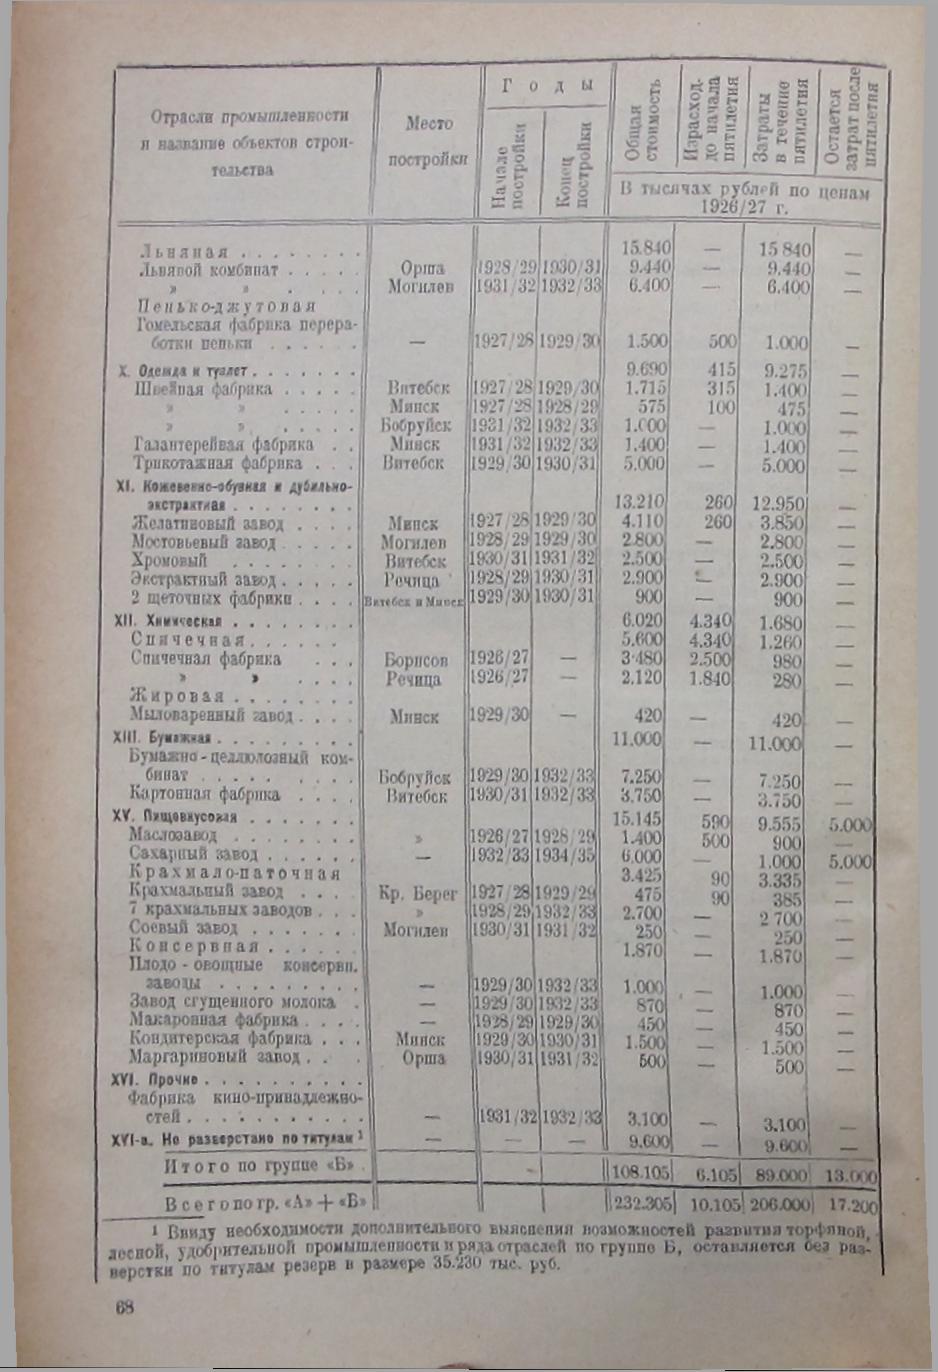 Отрасли промышленности и название объектов строительства | Место постройки | Годы | Общая стоимость | Израсход. до начала пятилетия | Затраты в течение пятилетия | Остается затрат после пятилетия
Начале постройки | Конец постройки
В тысячах рублей по ценам 1926/27 г.
Льняная . . . . . . . . 15.840 — 15 840 —
Льняной комбинат . . . . . Орша 1928/29 1930/31 9.440 — 9.440 —
» » . . . . Могилев 1931/32 1932/33 6.400 — 6.400 —
Пенько-джутовая
Гомельская фабрика перера-
ботки пеньки . . . . . . — 1927/28 1929/30 1.500 500 1.000 —
X. Одежда и туалет . . . . . . . 9.690 415 9.275 —
Швейная фабрика . . . . . Витебск 1927/28 1929/30 1.715 315 1.400 —
» » . . . . . Минск 1927/28 1928/29 575 100 475 —
» » . . . . . Бобруйск 1931/32 1932/33 1.000 — 1.000 —
Галантерейная фабрика . . Минск 1931/32 1932/33 1.400 — 1.400 —
Трикотажная фабрика . . . Витебск 1929/30 1930/31 5.000 — 5.000 —
XI. Кожевенно-обувная и дубильно-
экстрактная . . . . . . . . 13.210 260 12.950 —
Желатиновый завод . . . . Минск 1927/28 1929/30 4.110 260 3.850 —
Мостовьевый завод . . . . . Могилев 1928/29 1929/30 2.800 — 2.800 —
Хромовый . . . . . . . Витебск 1930/31 1931/32 2.500 — 2.500 —
Экстрактный завод . . . . . Речица 1928/29 1930/31 2.900 — 2.900 —
2 щеточных фабрики . . . . Витебск и Минск 1929/30 1930/31 900 — 900 —
XII. Химическая . . . . . . . . 6.020 4.340 1.680 —
Спичечная . . . . . . . 5.600 4.340 1.260 —
Спичечная фабрика . . . Борисов 1926/27 — 3·480 2.500 980 —
» » . . . . Речица 1926/27 — 2.120 1.840 280 —
Жировая . . . . . . . .
Мыловаренный завод . . . . Минск 1929/30 — 420 — 420 —
XIII. Бумажная . . . . . . . . . 11.000 — 11.000 —
Бумажно-целлюлозный ком-
бинат . . . . . . . . . Бобруйск 1929/30 1932/33 7.250 — 7.250 —
Картонная фабрика . . . . Витебск 1930/31 1932/33 3.750 — 3.750 —
XV. Пищевкусовая . . . . . . . 15.145 590 9.555 5.000
Маслозавод . . . . . . . » 1926/27 1928/29 1.400 500 900 —
Сахарный завод . . . . . . — 1932/33 1934/35 6.000 — 1.000 5.000
Крахмало-паточная 3.425 90 3.335 —
Крахмальный завод . . . Кр. Берег 1927/28 1929/29 475 90 385 —
7 крахмальных заводов . . . » 1928/29 1932/33 2.700 — 2 700 —
Соевый завод . . . . . . . Могилев 1930/31 1931/32 250 — 250 —
Консервная . . . . . . 1.870 — 1.870 —
Плодо-овощные консервн.
заводы . . . . . . . . — 1929/30 1932/33 1.000 — 1.000 —
Завод сгущенного молока . — 1929/30 1932/33 870 — 870 —
Макаронная фабрика . . . . — 1928/29 1929/30 450 — 450 —
Кондитерская фабрика . . . Минск 1929/30 1930/31 1.500 — 1.500 —
Маргариновый завод . . . Орша 1930/31 1931/32 500 — 500 —
XVI. Прочие . . . . . . . . . .
Фабрика кино-принадлежно-
стей . . . . . . . . . . — 1931/32 1932/33 3.100 — 3.100 —
XVI-а. Не разверстано по титулам ¹ — — — 9.600 — 9.600 —
Итого по группе «Б» . 108.105 6.105 89.000 13.000
Всего по гр. «А» + «Б» 232.305 10.105 206.000 17.200
¹ Ввиду необходимости дополнительного выяснения возможностей развития торфяной,
лесной, удобрительной промышленности и ряда отраслей по группе Б, оставляется без раз-
верстки по титулам резерв в размере 35.230 тыс. руб.
68